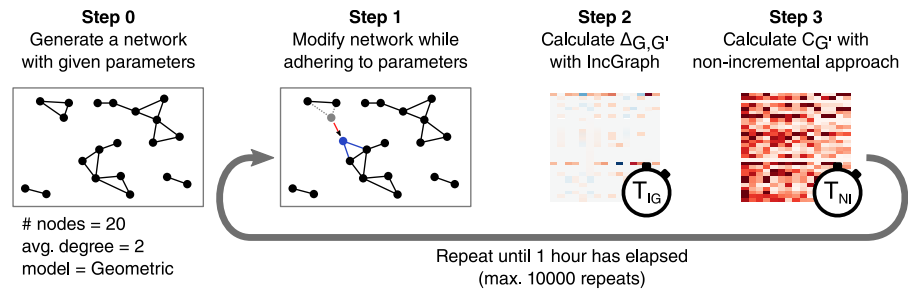 Step 0
Generate a network
with given parameters
# nodes = 20
avg. degree = 2
model = Geometric
Step 1
Modify network while
adhering to parameters
Step 2
Calculate ΔG,G'
with IncGraph
TIG
Step 3
Calculate CG' with
non-incremental approach
TNI
Repeat until 1 hour has elapsed
(max. 10000 repeats)